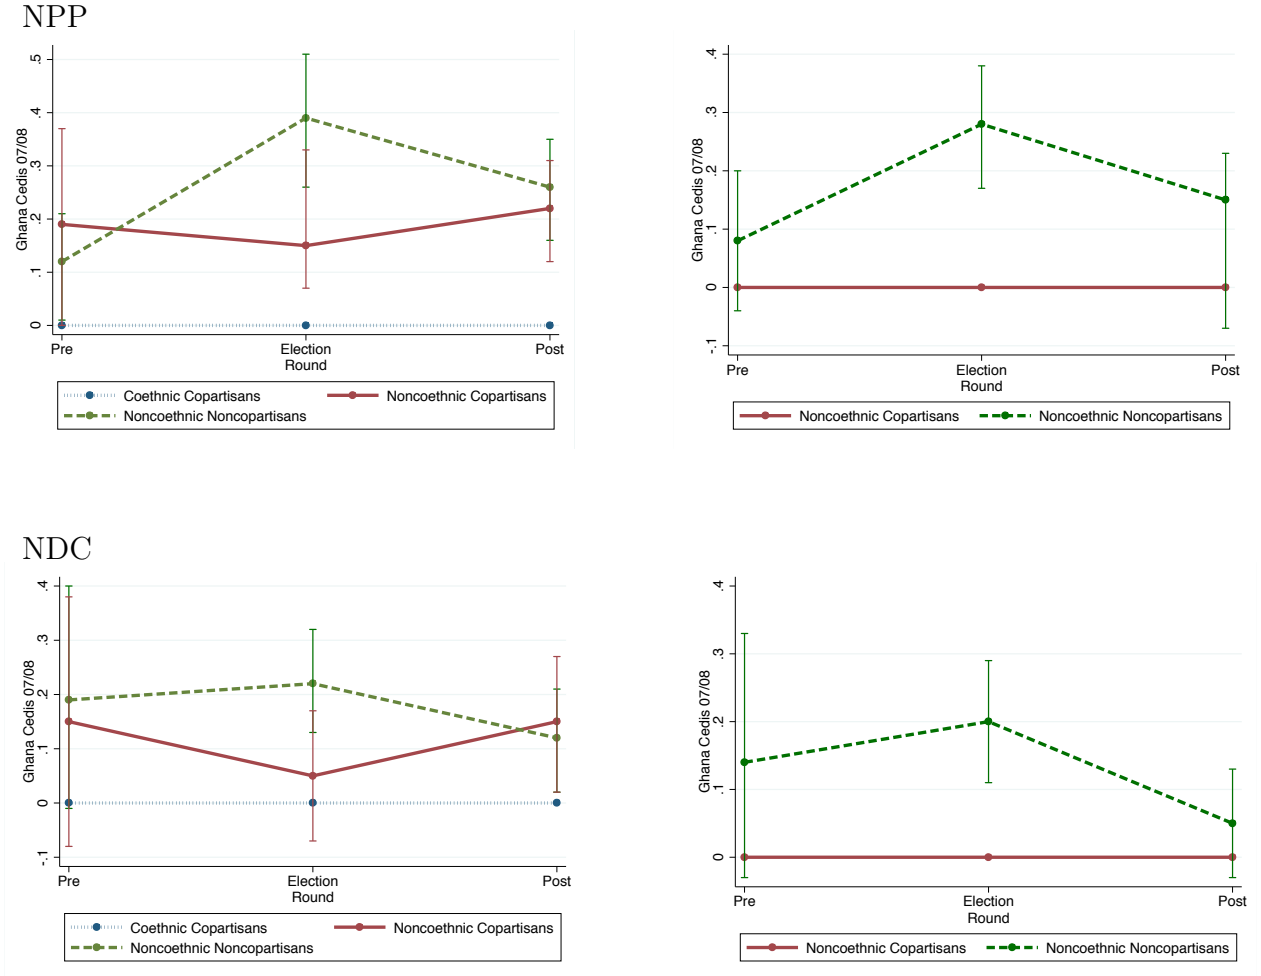 NPP
Ghana Cedis 07/08
.5
.4
.3
.2
.1
0
Pre Election Post
Round
Coethnic Copartisans Noncoethnic Copartisans
Noncoethnic Noncopartisans
Ghana Cedis 07/08
.4
.3
.2
.1
0
-.1
Pre Election Post
Round
Noncoethnic Copartisans Noncoethnic Noncopartisans
NDC
Ghana Cedis 07/08
.4
.3
.2
.1
0
-.1
Pre Election Post
Round
Coethnic Copartisans Noncoethnic Copartisans
Noncoethnic Noncopartisans
Ghana Cedis 07/08
.4
.3
.2
.1
0
Pre Election Post
Round
Noncoethnic Copartisans Noncoethnic Noncopartisans